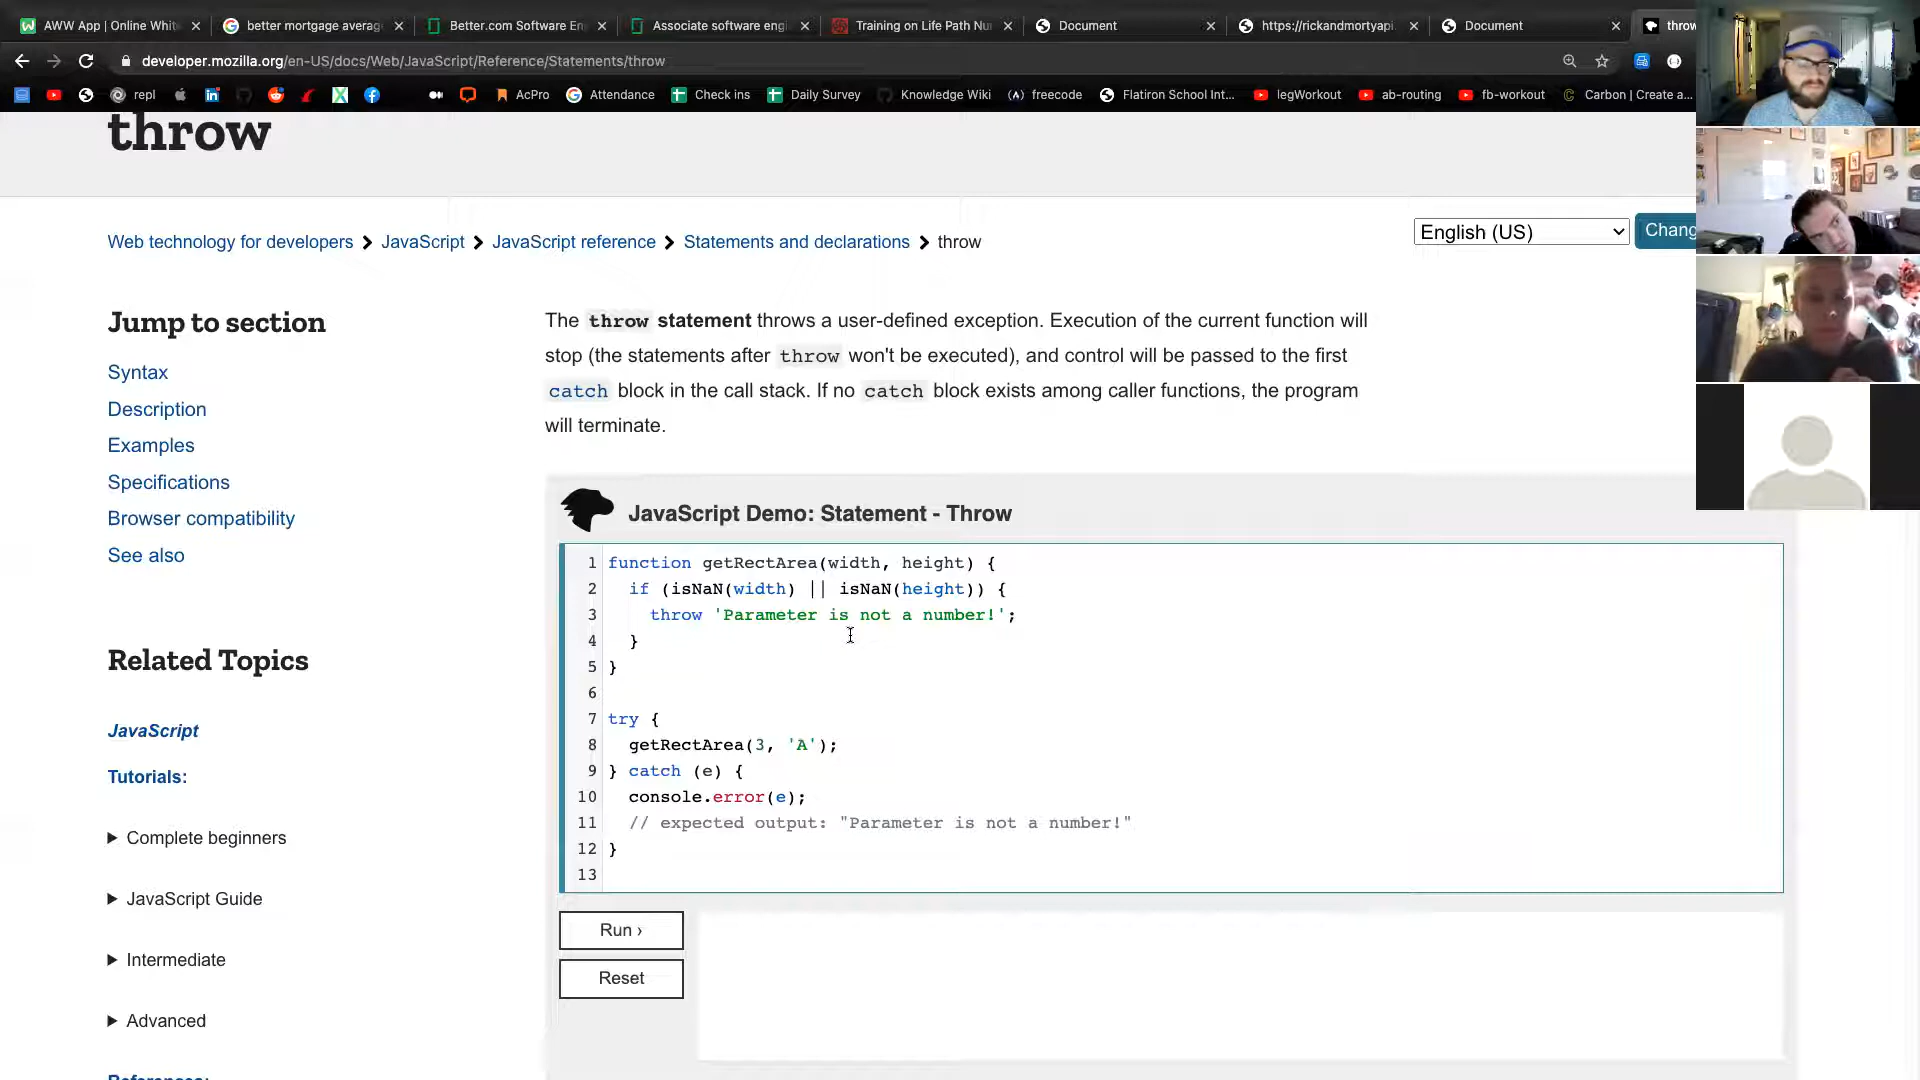 AWW App | Online Whit
better mortgage averag
Better.com Software En
Associate software engi
Training on Life Path Nu
Document
https://rickandmortyapi.
Document
throw
developer.mozilla.org/en-US/docs/Web/JavaScript/Reference/Statements/throw
repl
AcPro
Attendance
Check ins
Daily Survey
Knowledge Wiki
freecode
Flatiron School Int...
legWorkout
ab-routing
fb-workout
Carbon | Create a...
throw
Web technology for developers
JavaScript
JavaScript reference
Statements and declarations
throw
English (US)
Chang
Jump to section
Syntax
Description
Examples
Specifications
Browser compatibility
See also
Related Topics
JavaScript
Tutorials:
Complete beginners
JavaScript Guide
Intermediate
Advanced
References:
The throw statement throws a user-defined exception. Execution of the current function will
stop (the statements after throw won't be executed), and control will be passed to the first
catch block in the call stack. If no catch block exists among caller functions, the program
will terminate.
JavaScript Demo: Statement - Throw
1 function getRectArea(width, height) {
2 if (isNaN(width) || isNaN(height)) {
3 throw 'Parameter is not a number!';
4 }
5 }
6
7 try {
8 getRectArea(3, 'A');
9 } catch (e) {
10 console.error(e);
11 // expected output: "Parameter is not a number!"
12 }
13
Run ›
Reset